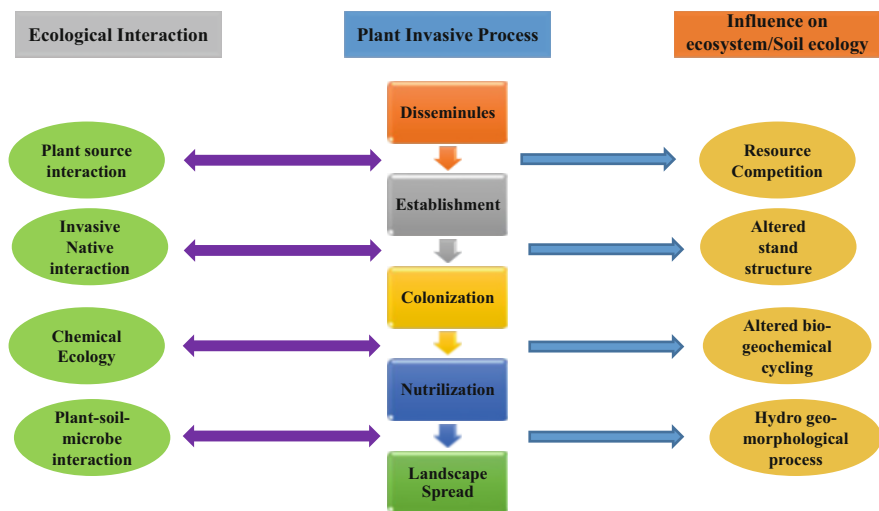 Ecological Interaction
Plant Invasive Process
Influence on
ecosystem/Soil ecology
Disseminules
Plant source
interaction
Resource
Competition
Establishment
Invasive
Native
interaction
Altered
stand
structure
Colonization
Chemical
Ecology
Altered bio-
geochemical
cycling
Nutrilization
Plant-soil-
microbe
interaction
Hydro geo-
morphological
process
Landscape
Spread